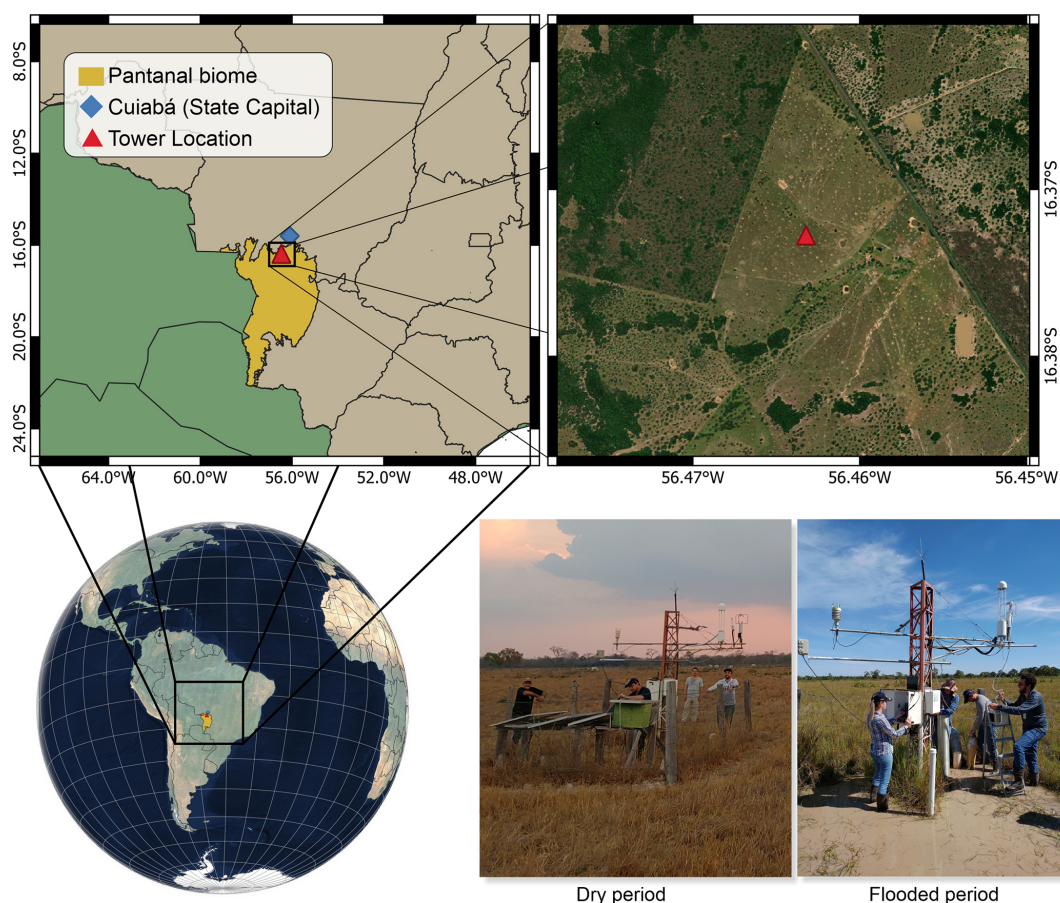 Pantanal biome
Cuiabá (State Capital)
Tower Location
8.0°S
12.0°S
16.0°S
20.0°S
24.0°S
64.0°W
60.0°W
56.0°W
52.0°W
48.0°W
16.37°S
16.38°S
56.47°W
56.46°W
56.45°W
Dry period
Flooded period